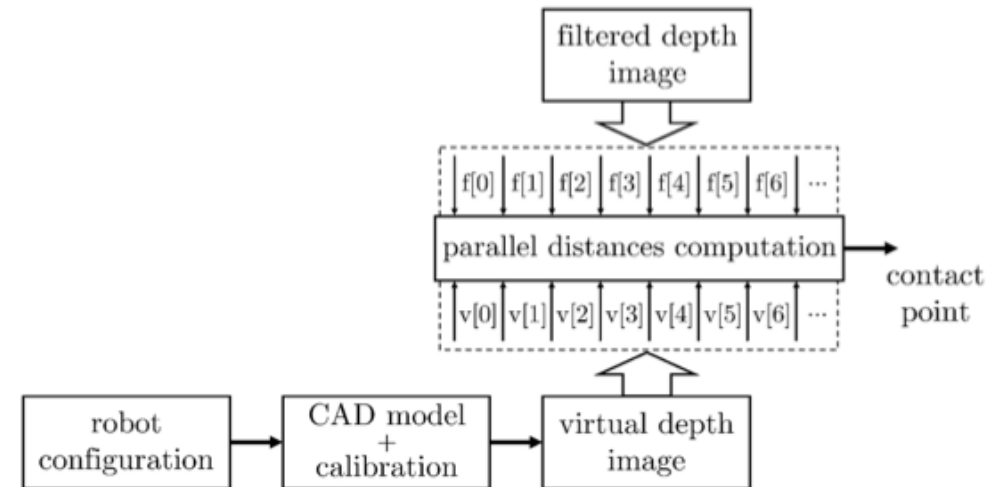 filtered depth
image
f[0] f[1] f[2] f[3] f[4] f[5] f[6] ...
parallel distances computation
contact
point
v[0] v[1] v[2] v[3] v[4] v[5] v[6] ...
robot
configuration
CAD model
+
calibration
virtual depth
image